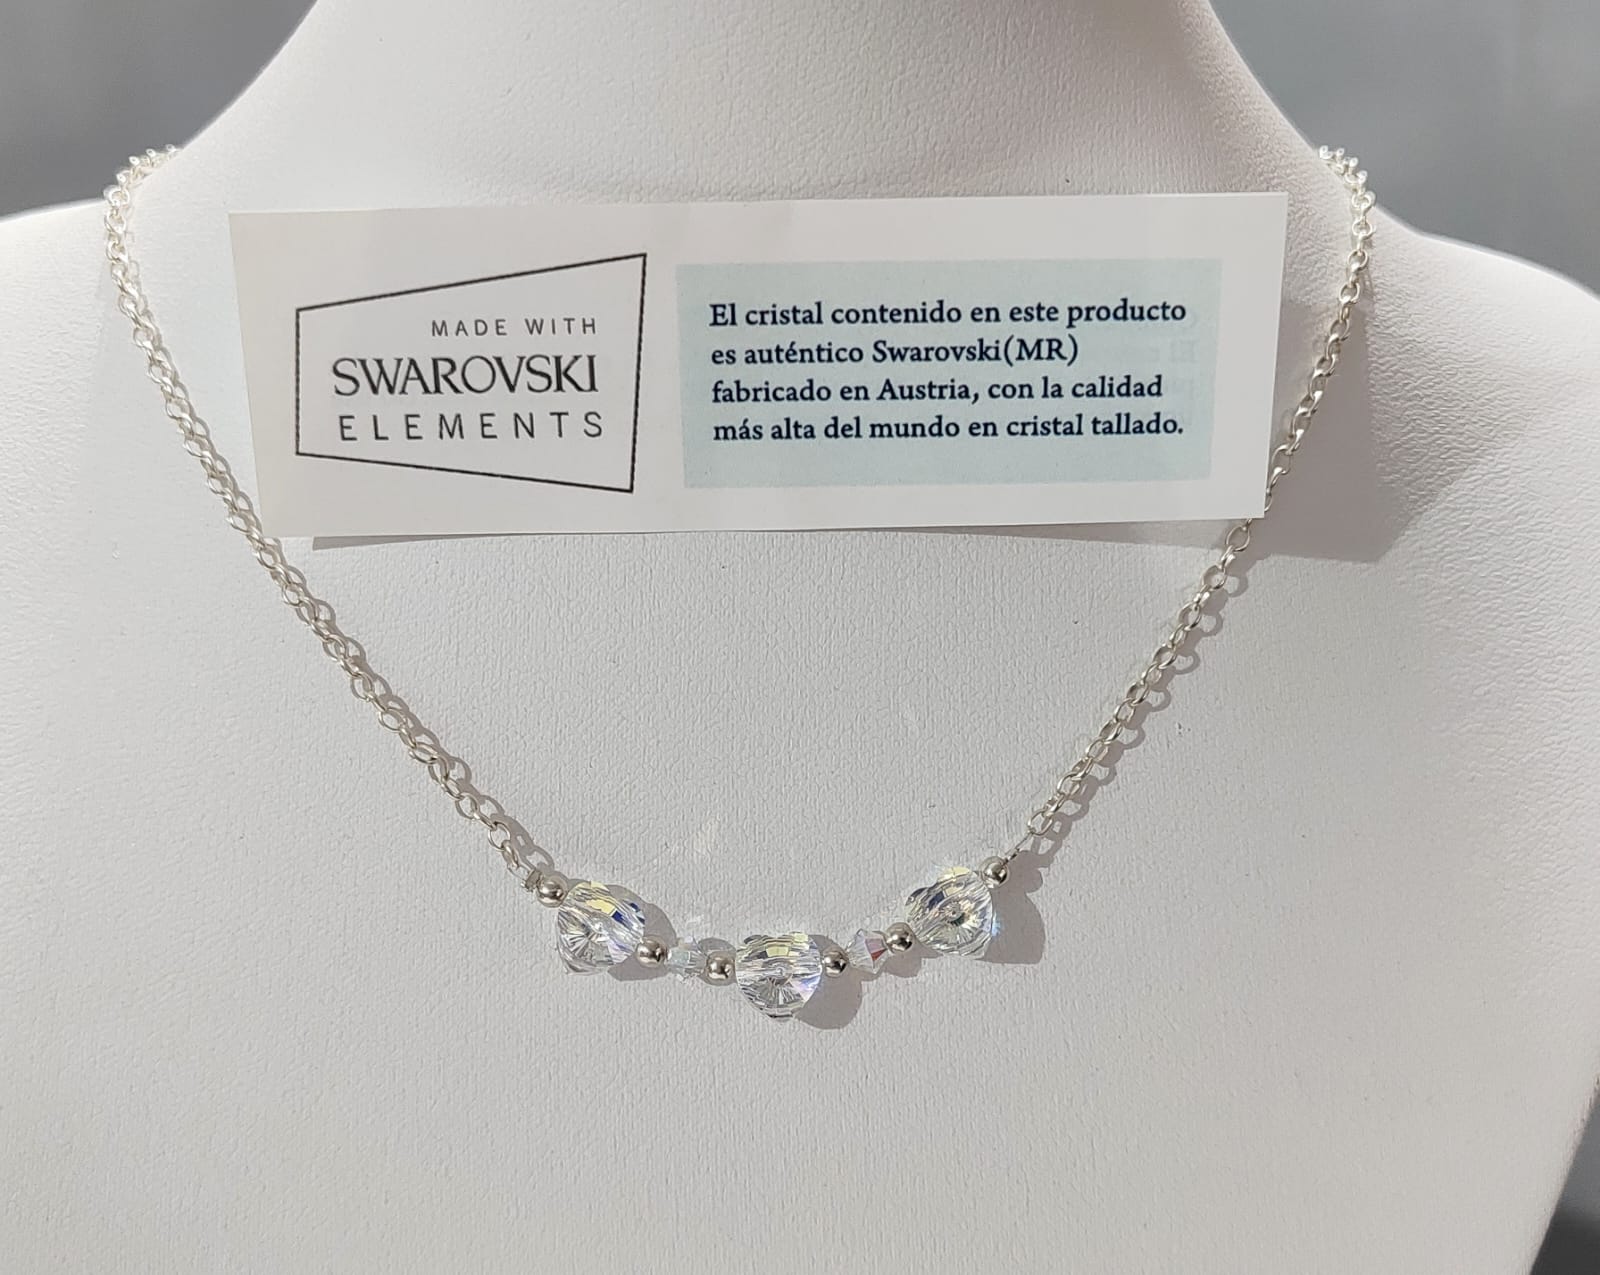 MADE WITH
SWAROVSKI
ELEMENTS
El cristal contenido en este producto
es auténtico Swarovski(MR)
fabricado en Austria, con la calidad
más alta del mundo en cristal tallado.